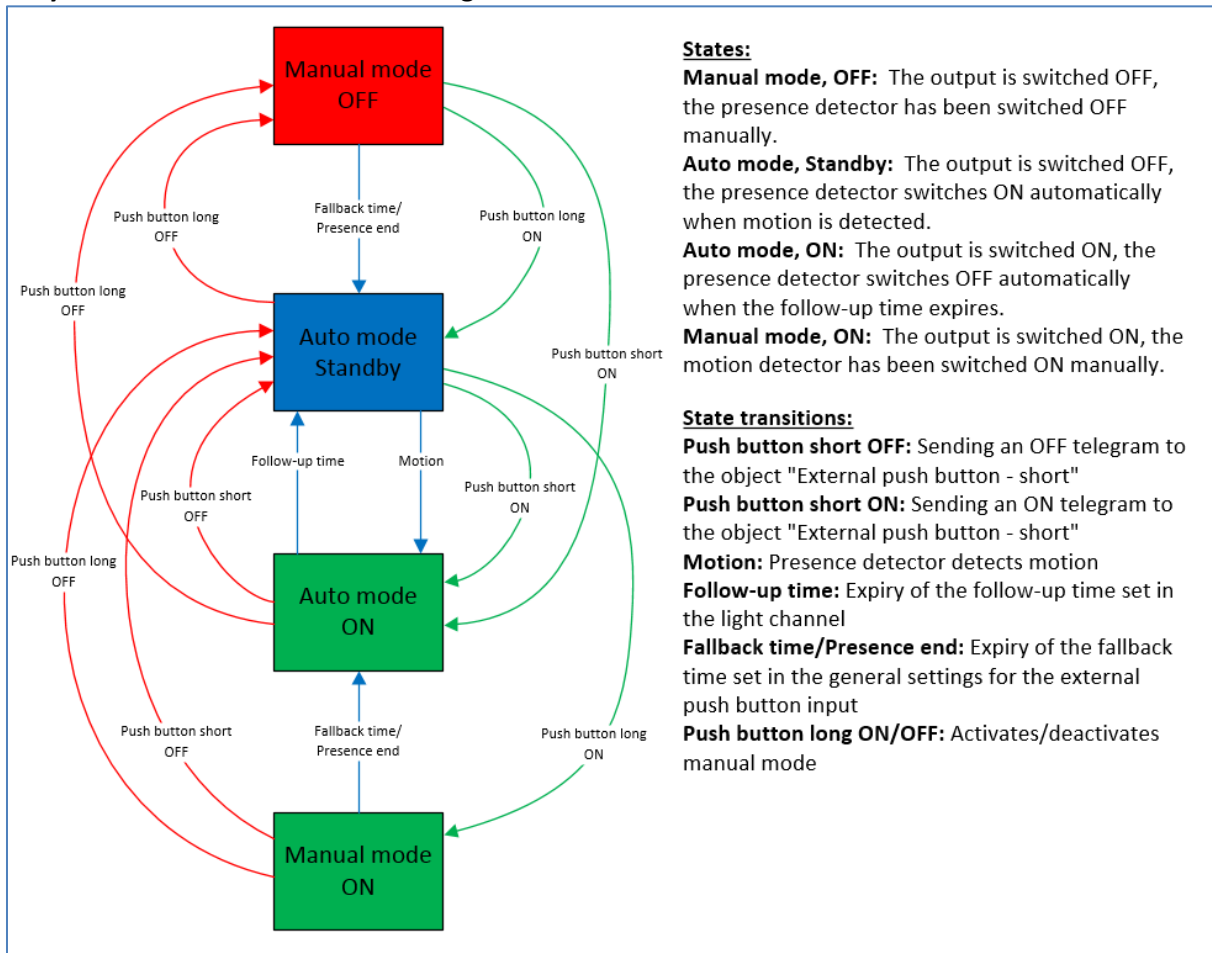 Manual mode
OFF
Push button long
OFF
Fallback time/
Presence end
Push button long
ON
Push button long
OFF
Auto mode
Standby
Push button short
ON
Follow-up time
Motion
Push button short
OFF
Push button short
ON
Push button long
OFF
Auto mode
ON
Push button short
OFF
Fallback time/
Presence end
Push button long
ON
Manual mode
ON
States:
Manual mode, OFF: The output is switched OFF,
the presence detector has been switched OFF
manually.
Auto mode, Standby: The output is switched OFF,
the presence detector switches ON automatically
when motion is detected.
Auto mode, ON: The output is switched ON, the
presence detector switches OFF automatically
when the follow-up time expires.
Manual mode, ON: The output is switched ON, the
motion detector has been switched ON manually.
State transitions:
Push button short OFF: Sending an OFF telegram to
the object "External push button - short"
Push button short ON: Sending an ON telegram to
the object "External push button - short"
Motion: Presence detector detects motion
Follow-up time: Expiry of the follow-up time set in
the light channel
Fallback time/Presence end: Expiry of the fallback
time set in the general settings for the external
push button input
Push button long ON/OFF: Activates/deactivates
manual mode